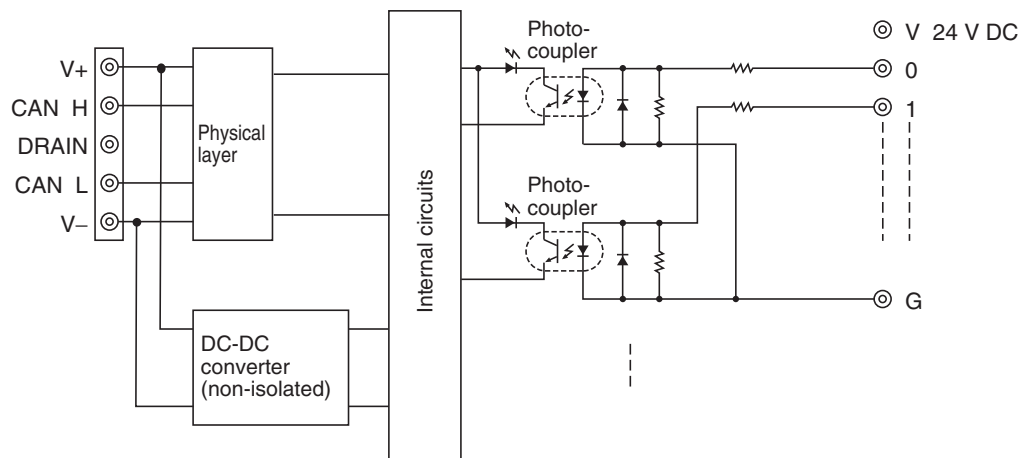 V+
CAN H
DRAIN
CAN L
V–
Physical
layer
DC-DC
converter
(non-isolated)
Internal circuits
Photo-
coupler
Photo-
coupler
V 24 V DC
0
1
G